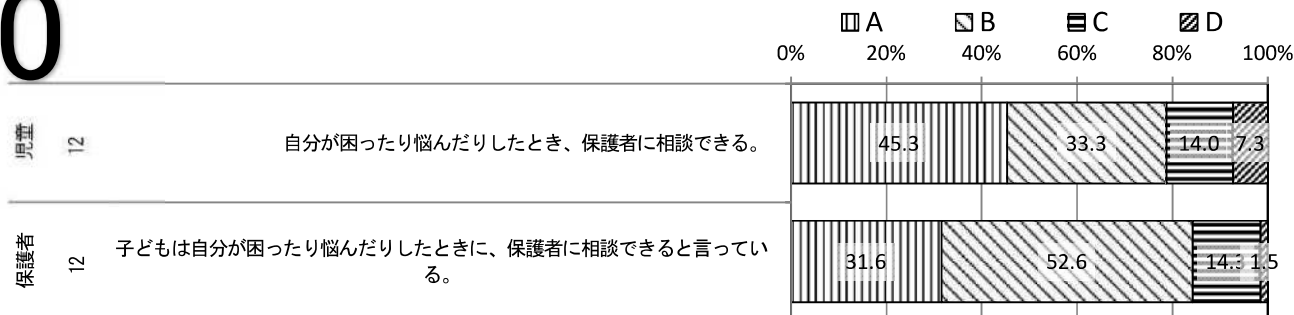 0
A B C D
0% 20% 40% 60% 80% 100%
児童 12 自分が困ったり悩んだりしたとき、保護者に相談できる。 45.3 33.3 14.0 7.3
保護者 12 子どもは自分が困ったり悩んだりしたときに、保護者に相談できると言ってい
る。 31.6 52.6 1.5